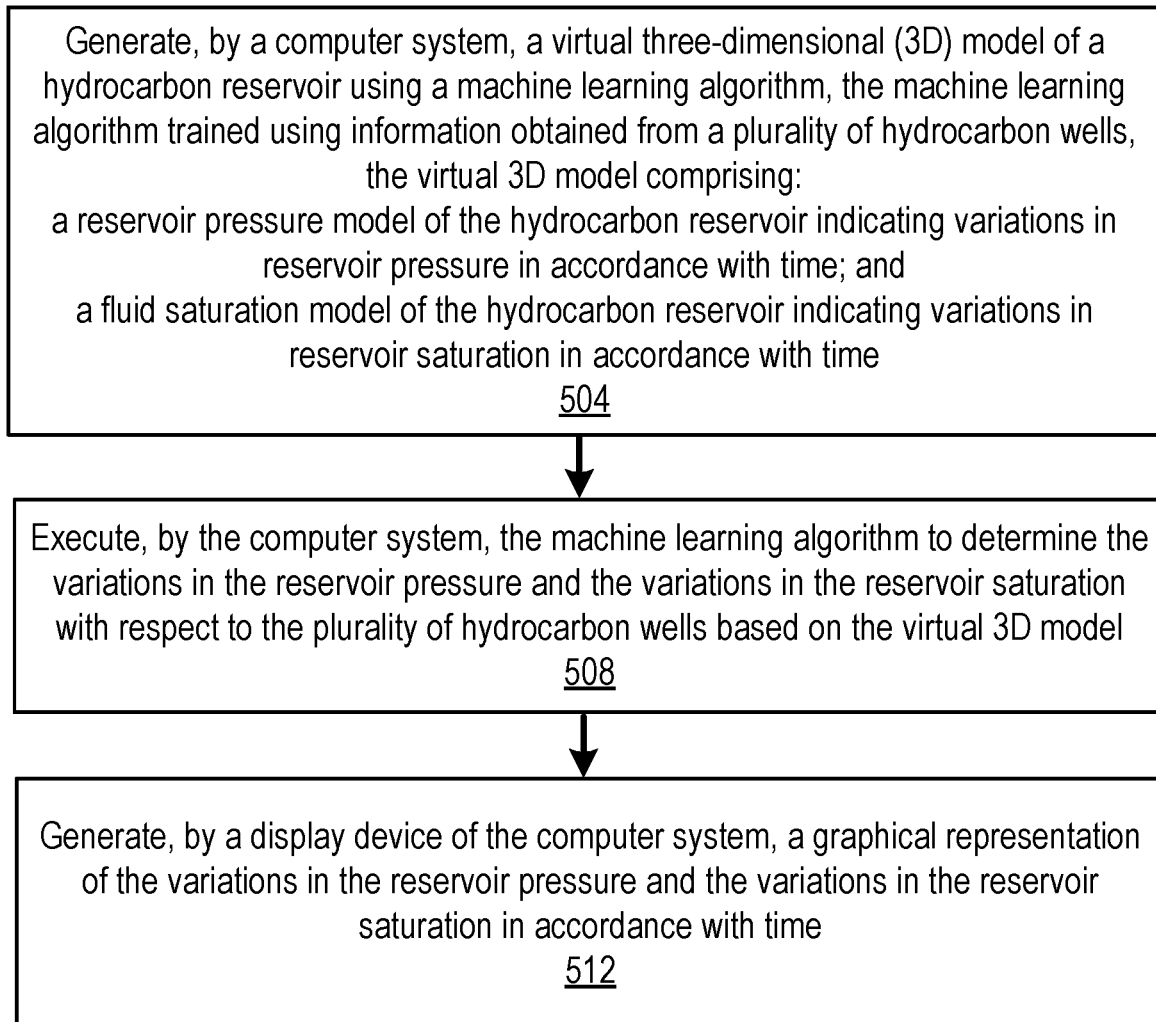 Generate, by a computer system, a virtual three-dimensional (3D) model of a
hydrocarbon reservoir using a machine learning algorithm, the machine learning
algorithm trained using information obtained from a plurality of hydrocarbon wells,
the virtual 3D model comprising:
a reservoir pressure model of the hydrocarbon reservoir indicating variations in
reservoir pressure in accordance with time; and
a fluid saturation model of the hydrocarbon reservoir indicating variations in
reservoir saturation in accordance with time
504
Execute, by the computer system, the machine learning algorithm to determine the
variations in the reservoir pressure and the variations in the reservoir saturation
with respect to the plurality of hydrocarbon wells based on the virtual 3D model
508
Generate, by a display device of the computer system, a graphical representation
of the variations in the reservoir pressure and the variations in the reservoir
saturation in accordance with time
512